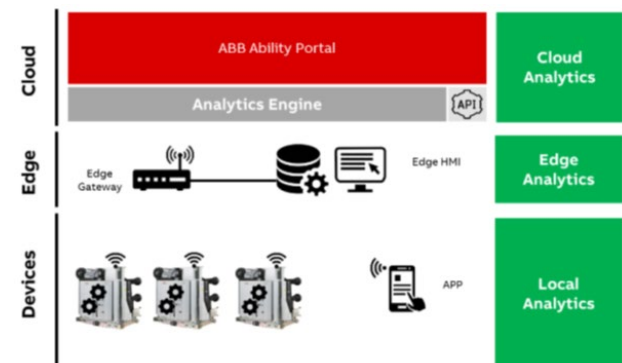 Cloud
ABB Ability Portal
Analytics Engine
API
Cloud
Analytics
Edge
Edge
Gateway
Edge HMI
Edge
Analytics
Devices
APP
Local
Analytics